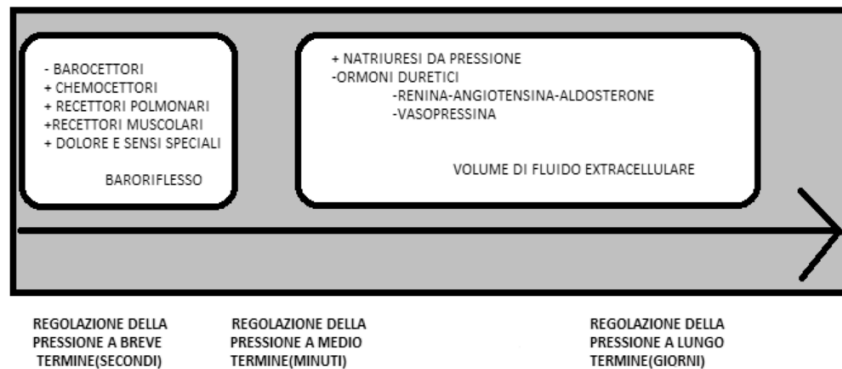 - BAROCETTORI
+ CHEMOCETTORI
+ RECETTORI POLMONARI
+RECETTORI MUSCOLARI
+ DOLORE E SENSI SPECIALI
BARORIFLESSO
+ NATRIURESI DA PRESSIONE
-ORMONI DURETICI
-RENINA-ANGIOTENSINA-ALDOSTERONE
-VASOPRESSINA
VOLUME DI FLUIDO EXTRACELLULARE
REGOLAZIONE DELLA
PRESSIONE A BREVE
TERMINE(SECONDI)
REGOLAZIONE DELLA
PRESSIONE A MEDIO
TERMINE(MINUTI)
REGOLAZIONE DELLA
PRESSIONE A LUNGO
TERMINE(GIORNI)